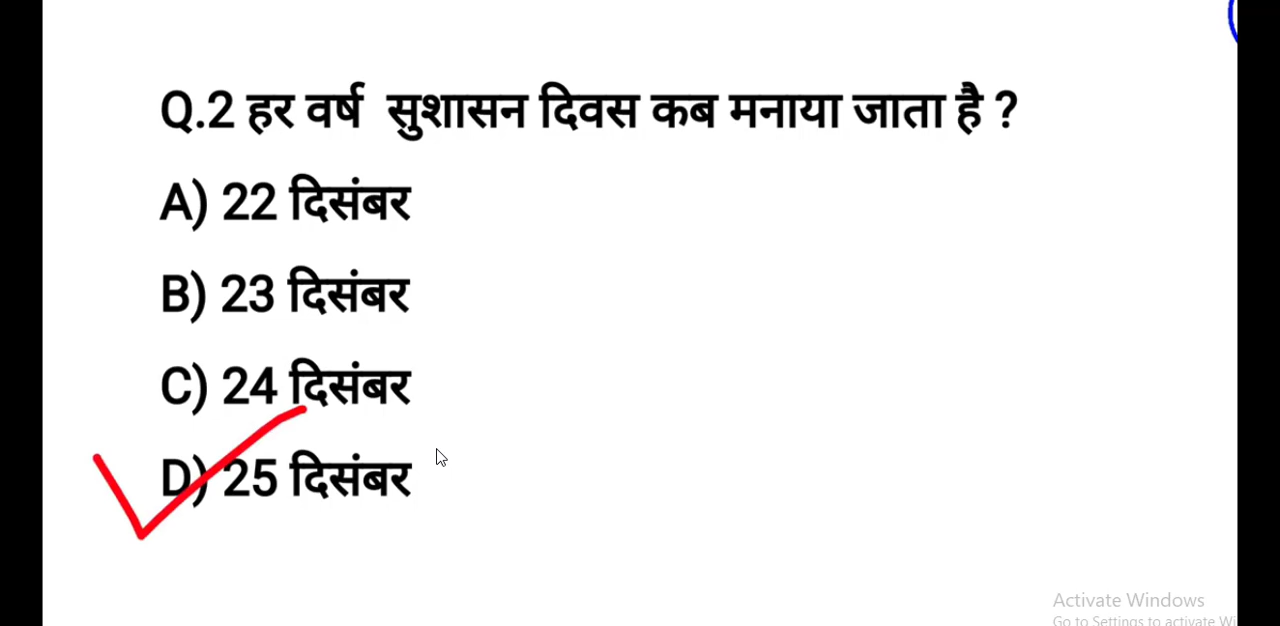 Q.2 हर वर्ष सुशासन दिवस कब मनाया जाता है ?
A) 22 दिसंबर
B) 23 दिसंबर
C) 24 दिसंबर
D) 25 दिसंबर
Activate Windows
Go to Settings to activate Wi